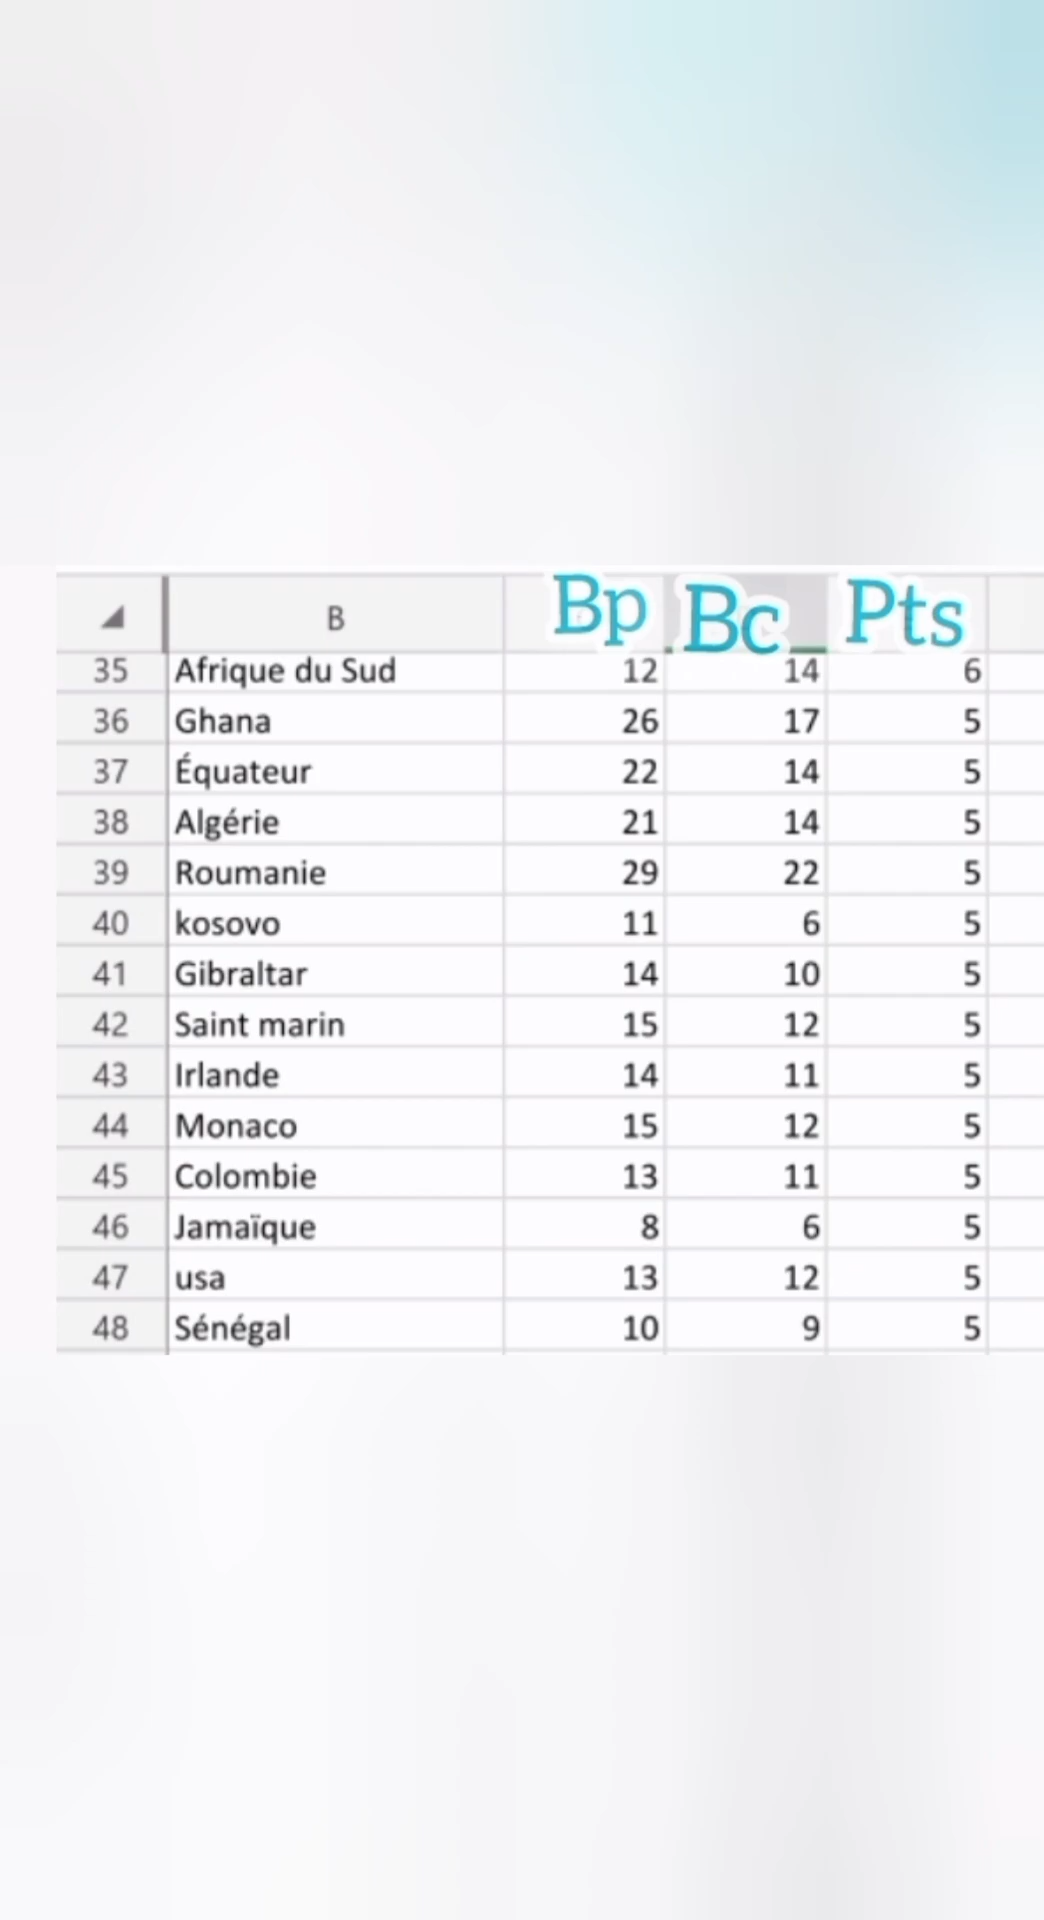 B Bp Bc Pts
35 Afrique du Sud 12 14 6
36 Ghana 26 17 5
37 Équateur 22 14 5
38 Algérie 21 14 5
39 Roumanie 29 22 5
40 kosovo 11 6 5
41 Gibraltar 14 10 5
42 Saint marin 15 12 5
43 Irlande 14 11 5
44 Monaco 15 12 5
45 Colombie 13 11 5
46 Jamaïque 8 6 5
47 usa 13 12 5
48 Sénégal 10 9 5